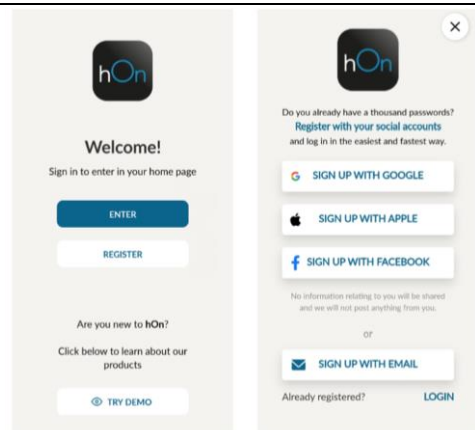 hOn
Welcome!
Sign in to enter in your home page
ENTER
REGISTER
Are you new to hOn?
Click below to learn about our
products
TRY DEMO
hOn
Do you already have a thousand passwords?
Register with your social accounts
and log in in the easiest and fastest way.
SIGN UP WITH GOOGLE
SIGN UP WITH APPLE
SIGN UP WITH FACEBOOK
No information relating to you will be shared
and we will not post anything from you.
or
SIGN UP WITH EMAIL
Already registered? LOGIN